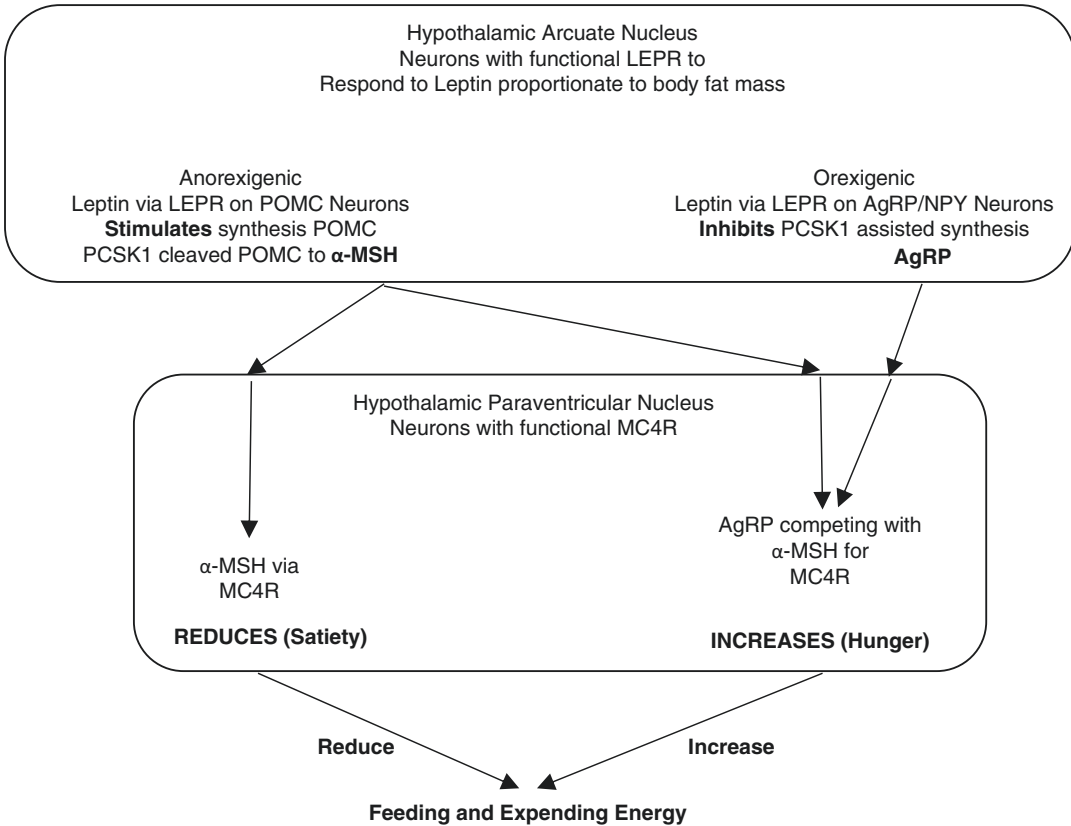 Hypothalamic Arcuate Nucleus
Neurons with functional LEPR to
Respond to Leptin proportionate to body fat mass
Anorexigenic
Leptin via LEPR on POMC Neurons
Stimulates synthesis POMC
PCSK1 cleaved POMC to α-MSH
Orexigenic
Leptin via LEPR on AgRP/NPY Neurons
Inhibits PCSK1 assisted synthesis
AgRP
Hypothalamic Paraventricular Nucleus
Neurons with functional MC4R
α-MSH via
MC4R
REDUCES (Satiety)
AgRP competing with
α-MSH for
MC4R
INCREASES (Hunger)
Reduce
Increase
Feeding and Expending Energy